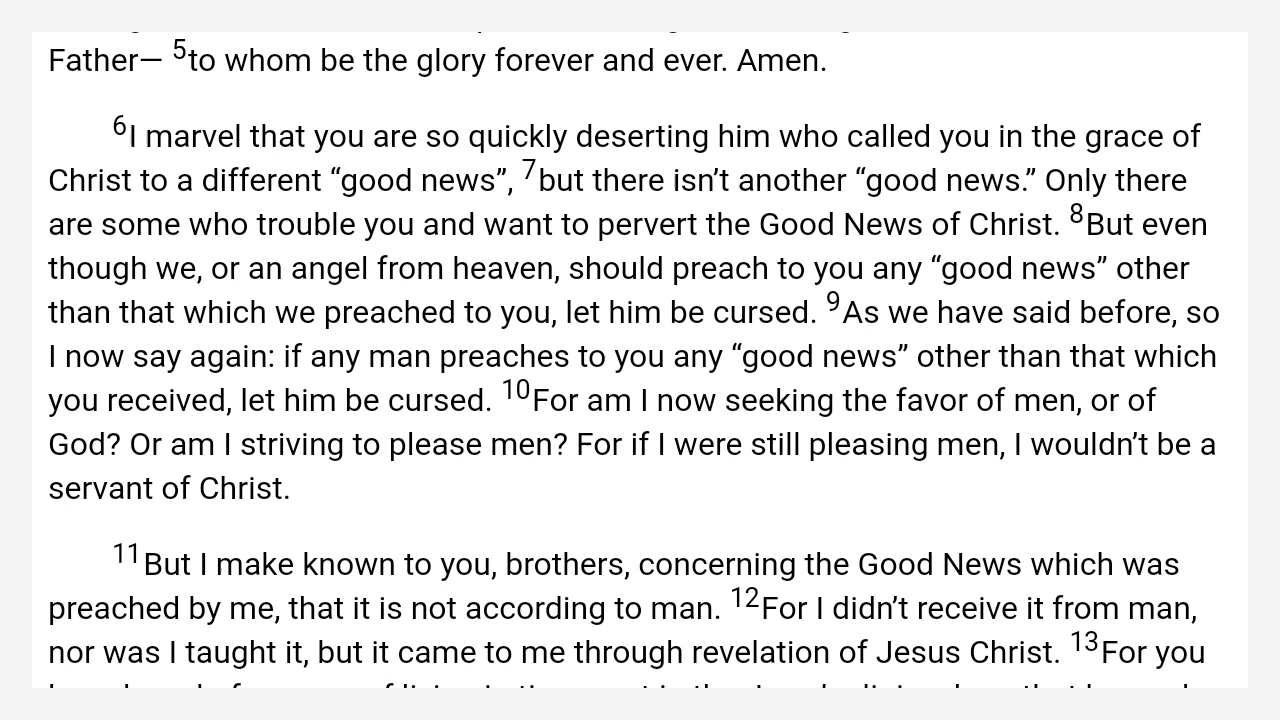 Father— 5to whom be the glory forever and ever. Amen.
6I marvel that you are so quickly deserting him who called you in the grace of
Christ to a different “good news”, 7but there isn’t another “good news.” Only there
are some who trouble you and want to pervert the Good News of Christ. 8But even
though we, or an angel from heaven, should preach to you any “good news” other
than that which we preached to you, let him be cursed. 9As we have said before, so
I now say again: if any man preaches to you any “good news” other than that which
you received, let him be cursed. 10For am I now seeking the favor of men, or of
God? Or am I striving to please men? For if I were still pleasing men, I wouldn’t be a
servant of Christ.
11But I make known to you, brothers, concerning the Good News which was
preached by me, that it is not according to man. 12For I didn’t receive it from man,
nor was I taught it, but it came to me through revelation of Jesus Christ. 13For you